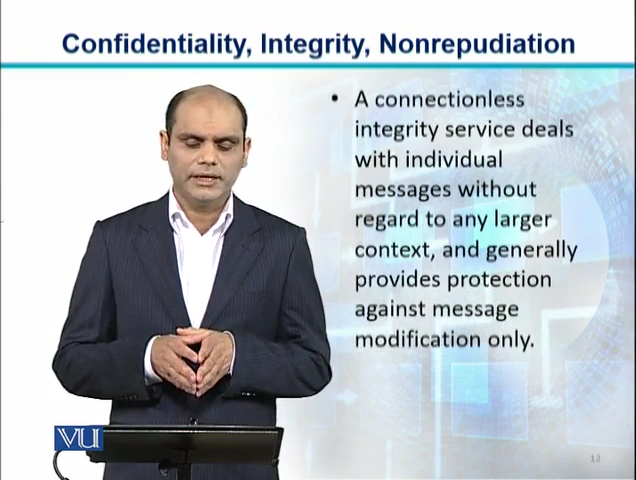 Confidentiality, Integrity, Nonrepudiation
• A connectionless
integrity service deals
with individual
messages without
regard to any larger
context, and generally
provides protection
against message
modification only.
VU
12